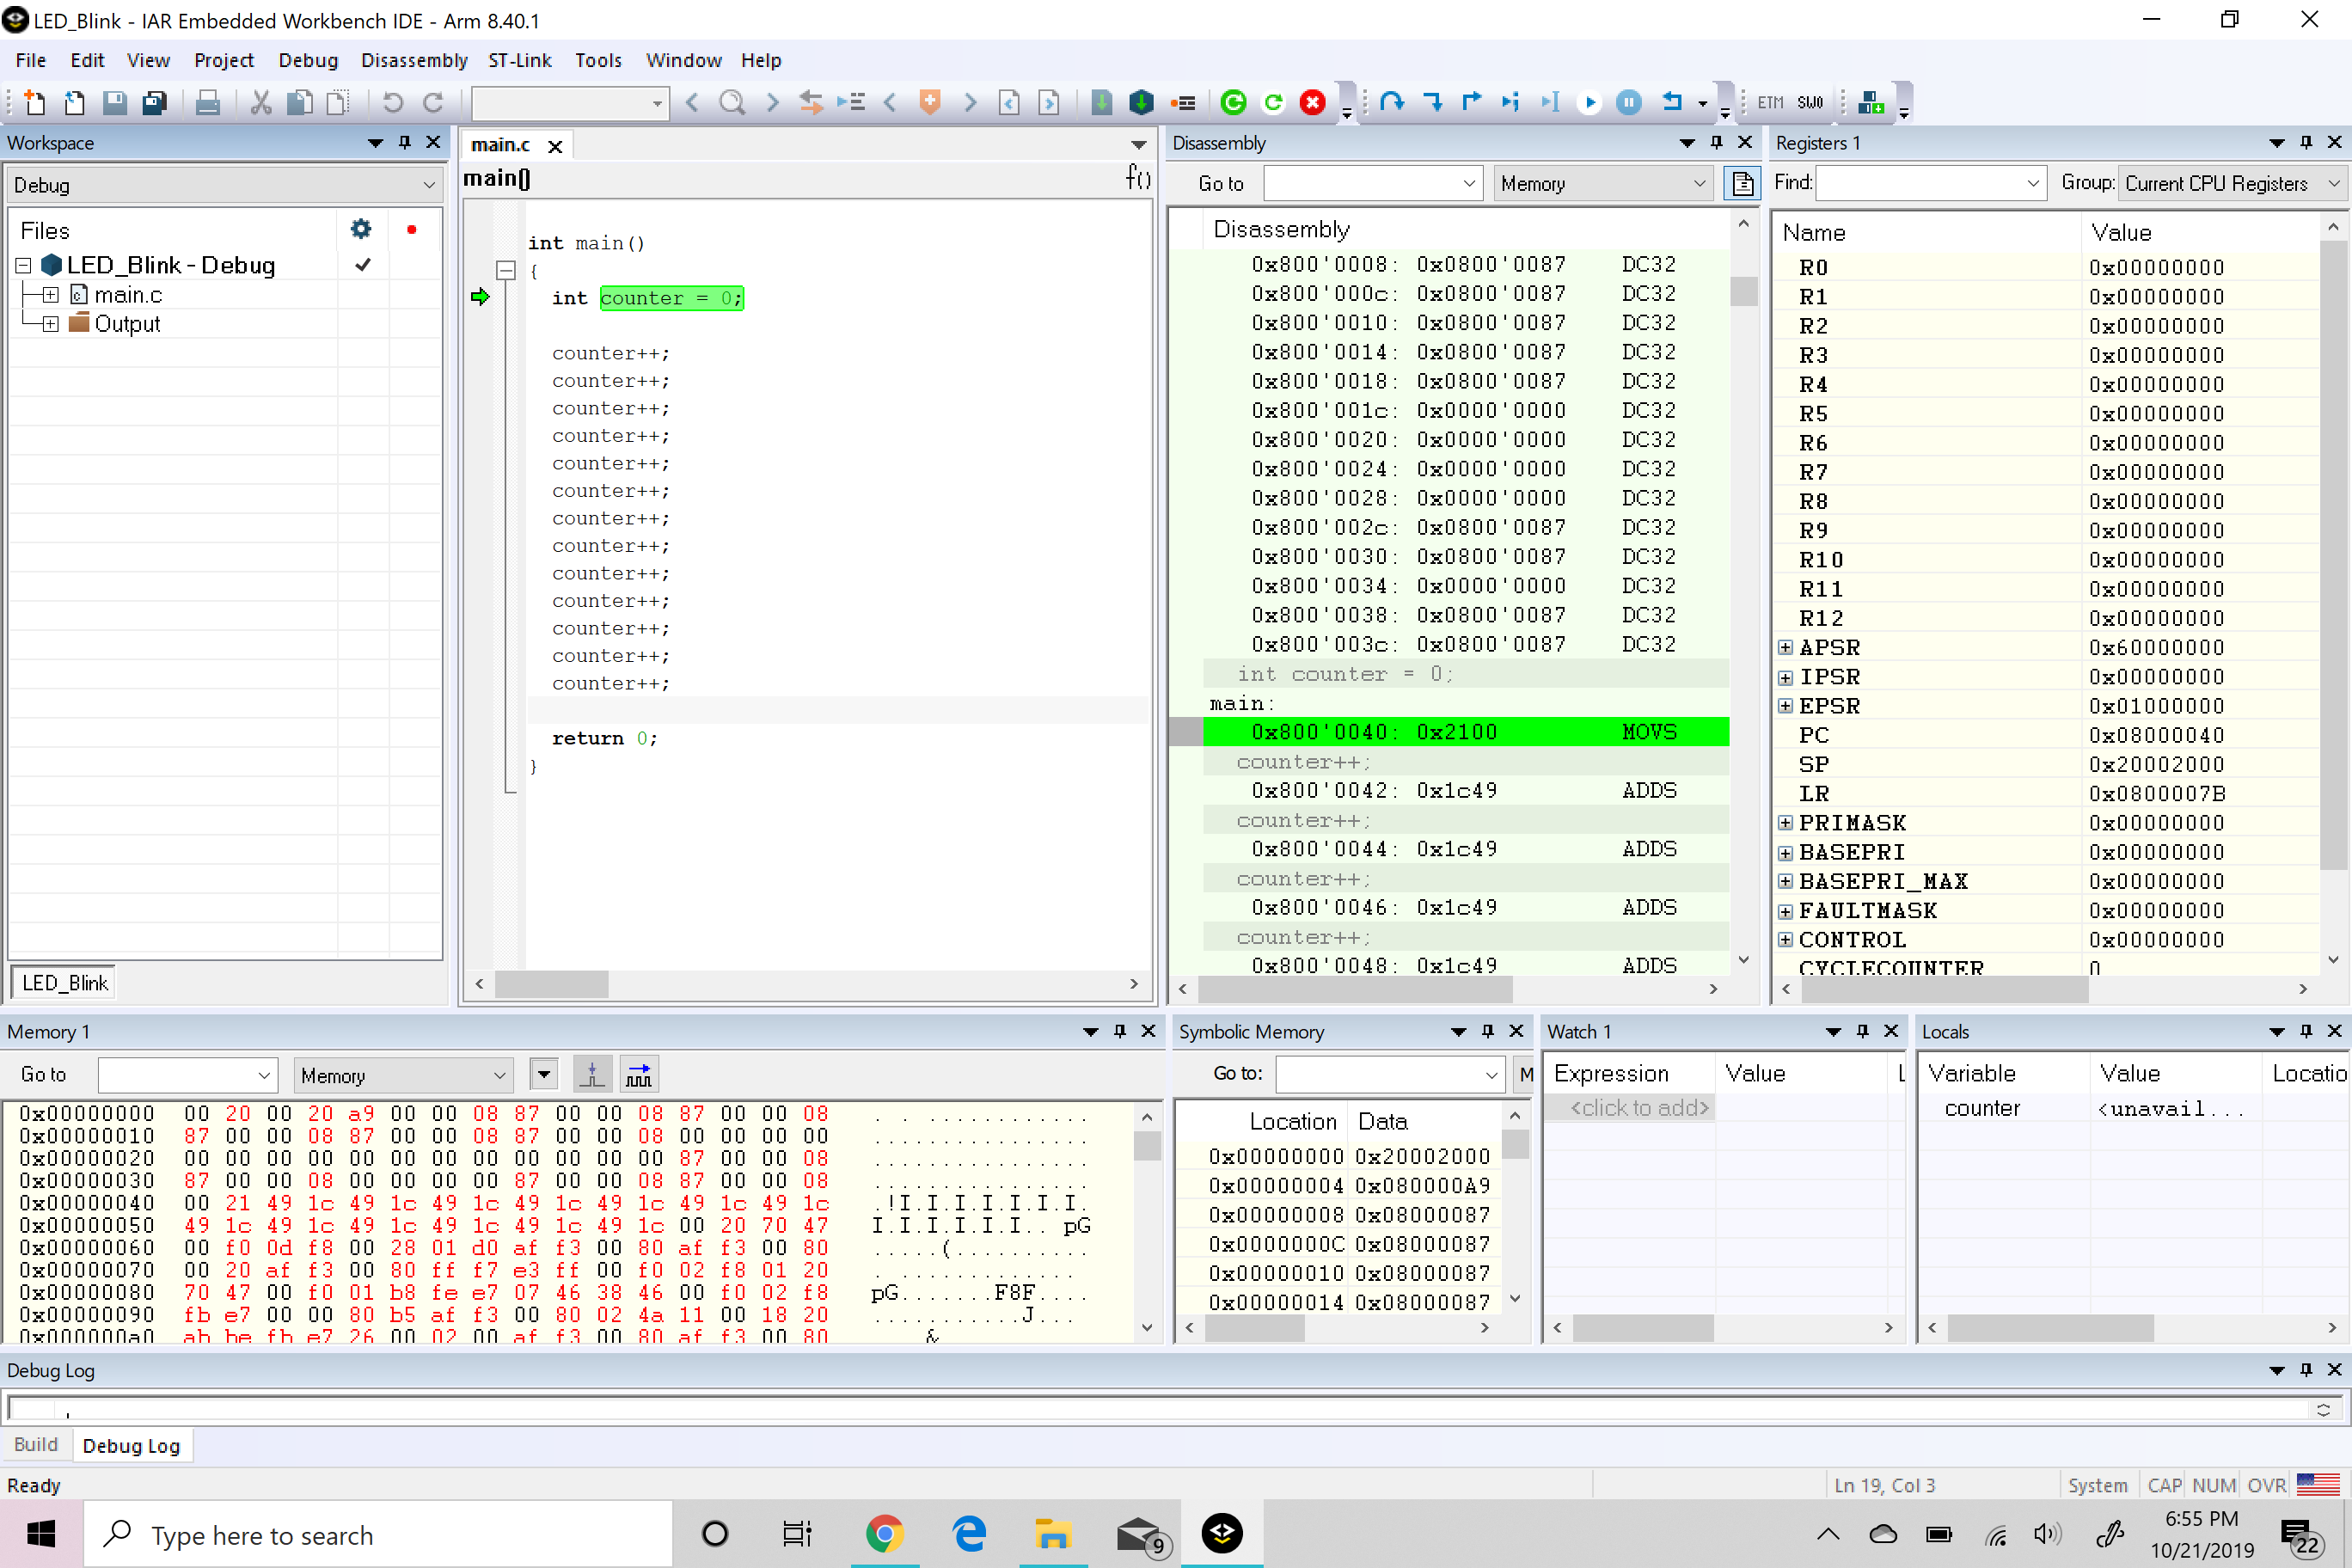 LED_Blink - IAR Embedded Workbench IDE - Arm 8.40.1
File Edit View Project Debug Disassembly ST-Link Tools Window Help
ETM SWO
Workspace
Debug
Files
LED_Blink - Debug
main.c
Output
LED_Blink
main.c
main()
f()
int main()
{
int counter = 0;
counter++;
counter++;
counter++;
counter++;
counter++;
counter++;
counter++;
counter++;
counter++;
counter++;
counter++;
counter++;
counter++;
return 0;
}
Disassembly
Go to Memory
Disassembly
0x800'0008: 0x0800'0087 DC32
0x800'000c: 0x0800'0087 DC32
0x800'0010: 0x0800'0087 DC32
0x800'0014: 0x0800'0087 DC32
0x800'0018: 0x0800'0087 DC32
0x800'001c: 0x0000'0000 DC32
0x800'0020: 0x0000'0000 DC32
0x800'0024: 0x0000'0000 DC32
0x800'0028: 0x0000'0000 DC32
0x800'002c: 0x0800'0087 DC32
0x800'0030: 0x0800'0087 DC32
0x800'0034: 0x0000'0000 DC32
0x800'0038: 0x0800'0087 DC32
0x800'003c: 0x0800'0087 DC32
int counter = 0;
main:
0x800'0040: 0x2100 MOVS
counter++;
0x800'0042: 0x1c49 ADDS
counter++;
0x800'0044: 0x1c49 ADDS
counter++;
0x800'0046: 0x1c49 ADDS
counter++;
0x800'0048: 0x1c49 ADDS
Registers 1
Find: Group: Current CPU Registers
Name Value
R0 0x00000000
R1 0x00000000
R2 0x00000000
R3 0x00000000
R4 0x00000000
R5 0x00000000
R6 0x00000000
R7 0x00000000
R8 0x00000000
R9 0x00000000
R10 0x00000000
R11 0x00000000
R12 0x00000000
APSR 0x60000000
IPSR 0x00000000
EPSR 0x01000000
PC 0x08000040
SP 0x20002000
LR 0x0800007B
PRIMASK 0x00000000
BASEPRI 0x00000000
BASEPRI_MAX 0x00000000
FAULTMASK 0x00000000
CONTROL 0x00000000
CYCLECOUNTER 0
Memory 1
Go to Memory
0x00000000 00 20 00 20 a9 00 00 08 87 00 00 08 87 00 00 08 . . ............
0x00000010 87 00 00 08 87 00 00 08 87 00 00 08 00 00 00 00 ................
0x00000020 00 00 00 00 00 00 00 00 00 00 00 00 87 00 00 08 ................
0x00000030 87 00 00 08 00 00 00 00 87 00 00 08 87 00 00 08 ................
0x00000040 00 21 49 1c 49 1c 49 1c 49 1c 49 1c 49 1c 49 1c .!I.I.I.I.I.I.I.
0x00000050 49 1c 49 1c 49 1c 49 1c 49 1c 49 1c 00 20 70 47 I.I.I.I.I.I.. pG
0x00000060 00 f0 0d f8 00 28 01 d0 af f3 00 80 af f3 00 80 .....(..........
0x00000070 00 20 af f3 00 80 ff f7 e3 ff 00 f0 02 f8 01 20 . .............
0x00000080 70 47 00 f0 01 b8 fe e7 07 46 38 46 00 f0 02 f8 pG.......F8F....
0x00000090 fb e7 00 00 80 b5 af f3 00 80 02 4a 11 00 18 20 ...........J...
0x000000a0 ab be fb e7 26 00 02 00 af f3 00 80 af f3 00 80 &
Symbolic Memory
Go to: M
Location Data
0x00000000 0x20002000
0x00000004 0x080000A9
0x00000008 0x08000087
0x0000000C 0x08000087
0x00000010 0x08000087
0x00000014 0x08000087
Watch 1
Expression Value L
<click to add>
Locals
Variable Value Locatio
counter <unavail...
Debug Log
Build Debug Log
Ready Ln 19, Col 3 System CAP NUM OVR
Type here to search
9
6:55 PM
10/21/2019
22